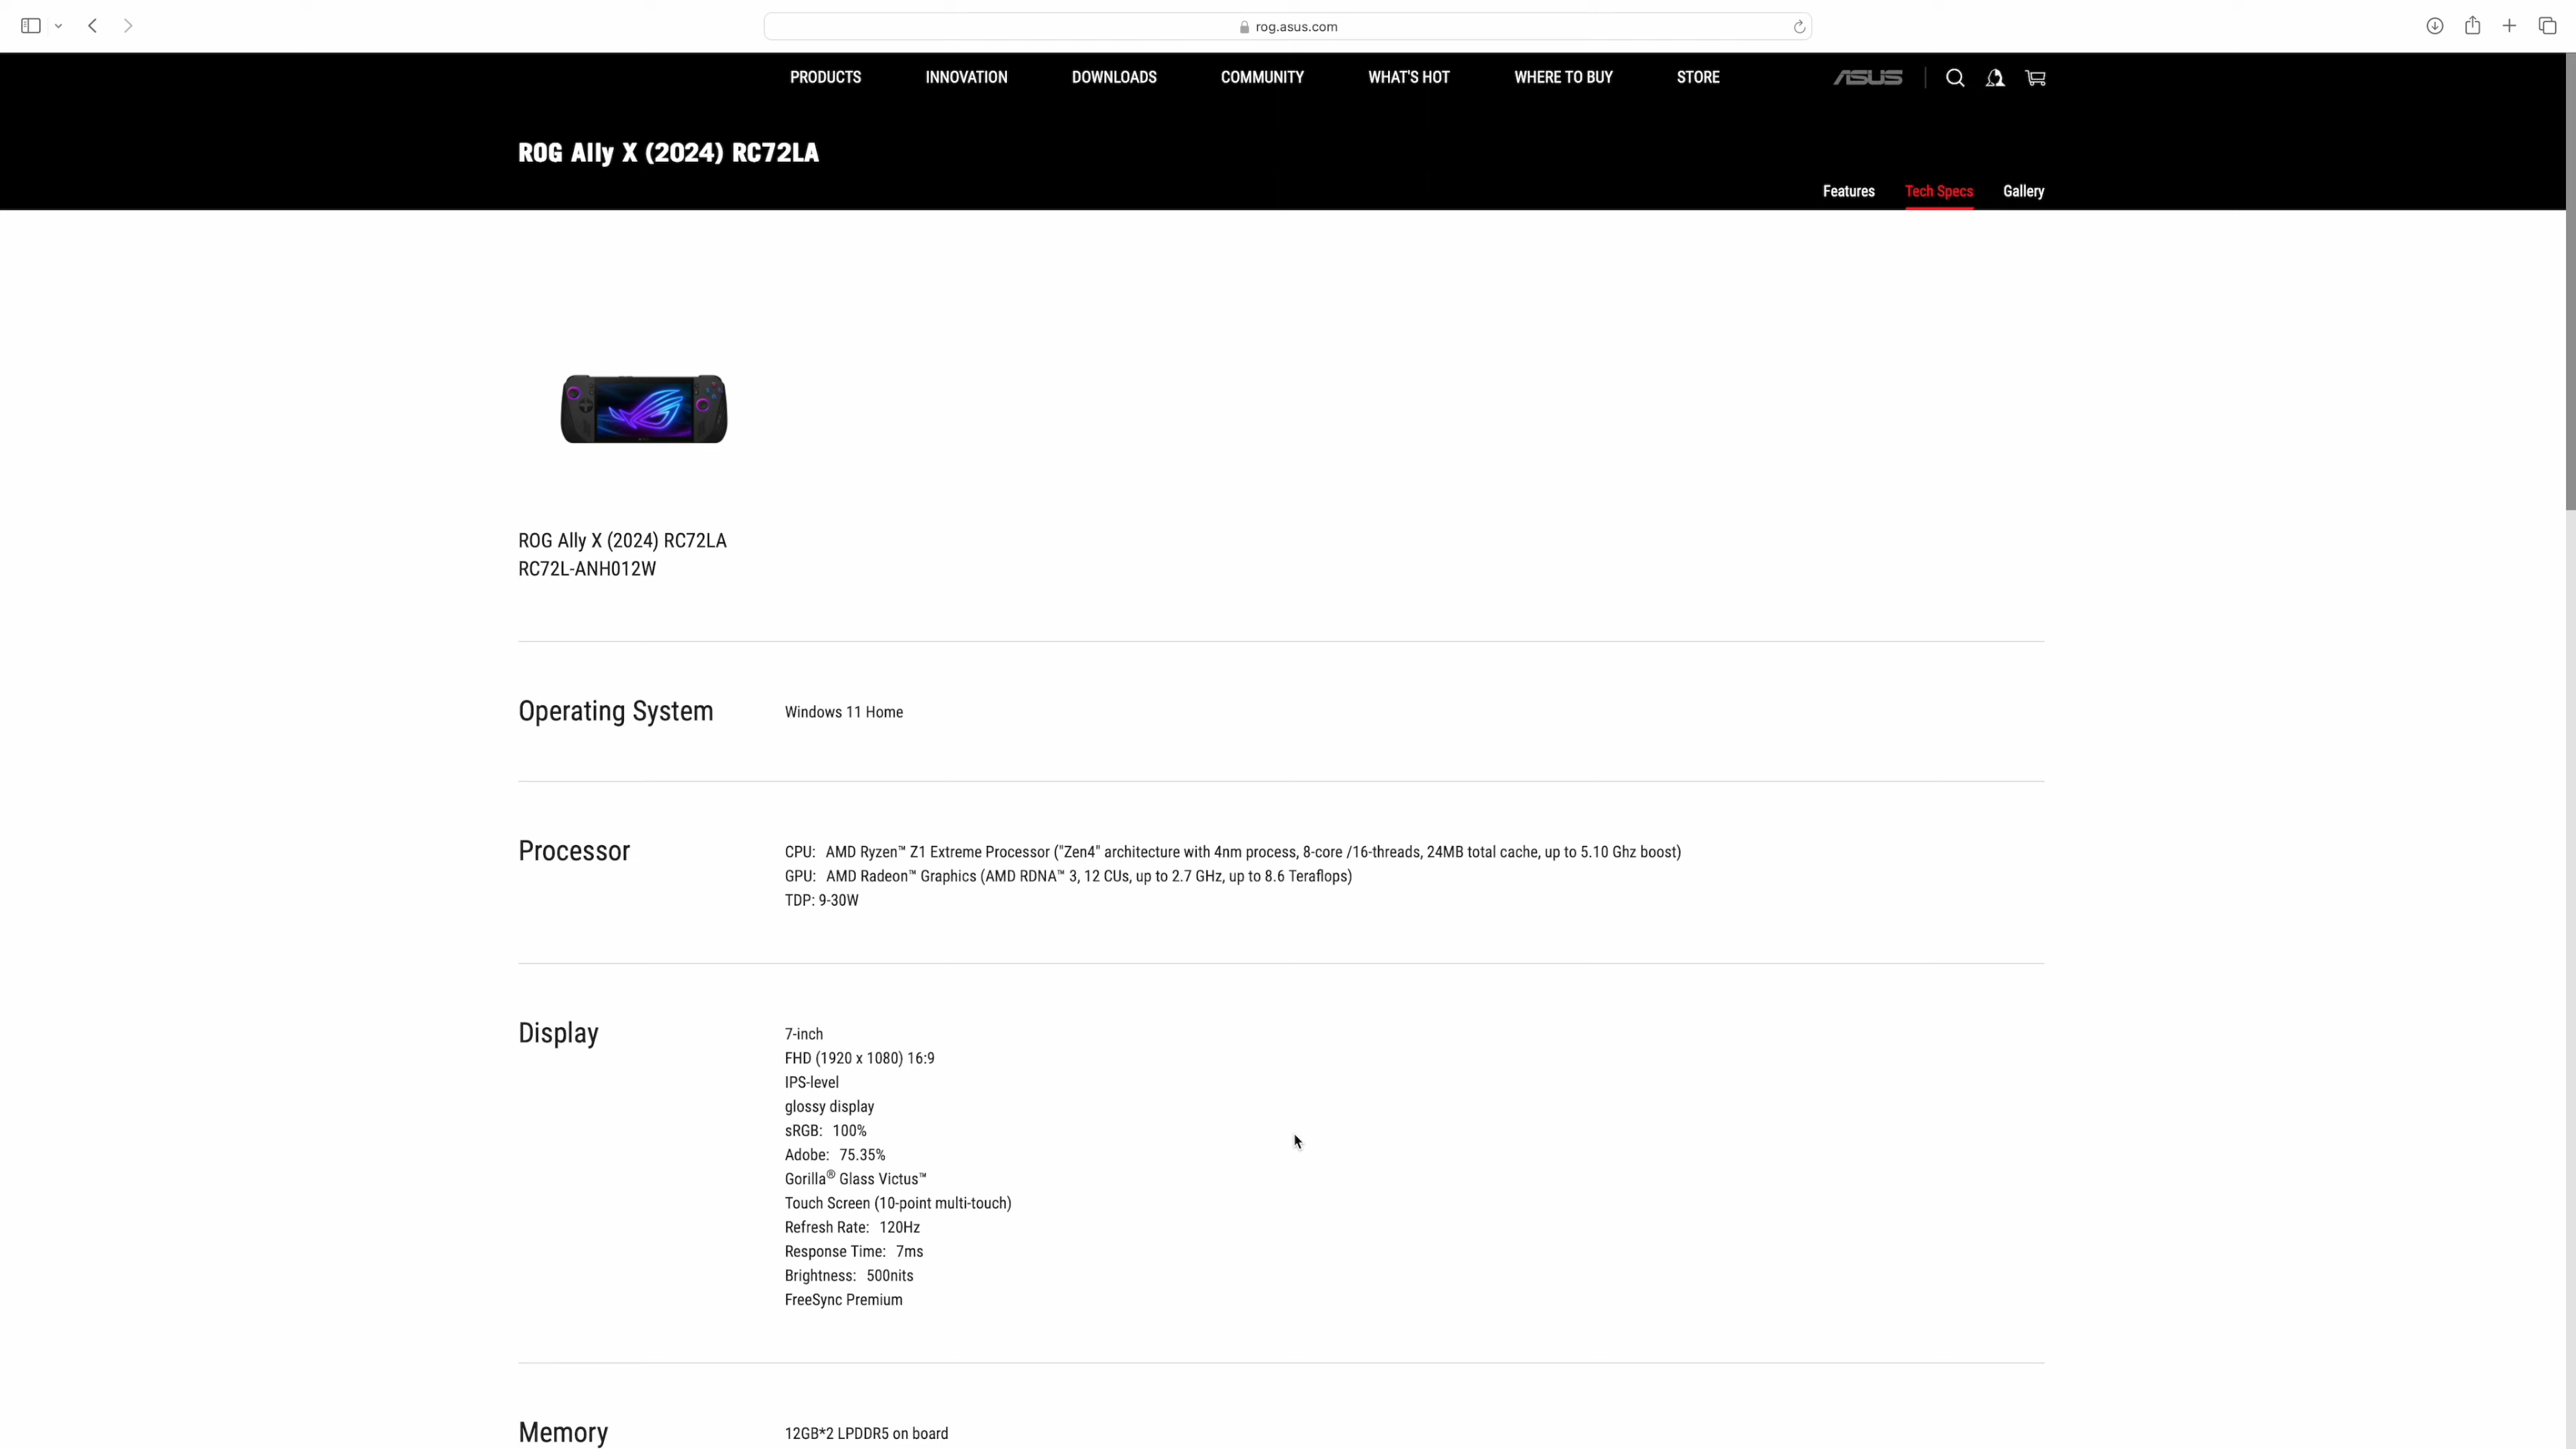 rog.asus.com
PRODUCTS INNOVATION DOWNLOADS COMMUNITY WHAT'S HOT WHERE TO BUY STORE ASUS
ROG Ally X (2024) RC72LA
Features Tech Specs Gallery
ROG Ally X (2024) RC72LA
RC72L-ANH012W
Operating System Windows 11 Home
Processor CPU: AMD Ryzen™ Z1 Extreme Processor ("Zen4" architecture with 4nm process, 8-core /16-threads, 24MB total cache, up to 5.10 Ghz boost)
GPU: AMD Radeon™ Graphics (AMD RDNA™ 3, 12 CUs, up to 2.7 GHz, up to 8.6 Teraflops)
TDP: 9-30W
Display 7-inch
FHD (1920 x 1080) 16:9
IPS-level
glossy display
sRGB: 100%
Adobe: 75.35%
Gorilla® Glass Victus™
Touch Screen (10-point multi-touch)
Refresh Rate: 120Hz
Response Time: 7ms
Brightness: 500nits
FreeSync Premium
Memory 12GB*2 LPDDR5 on board